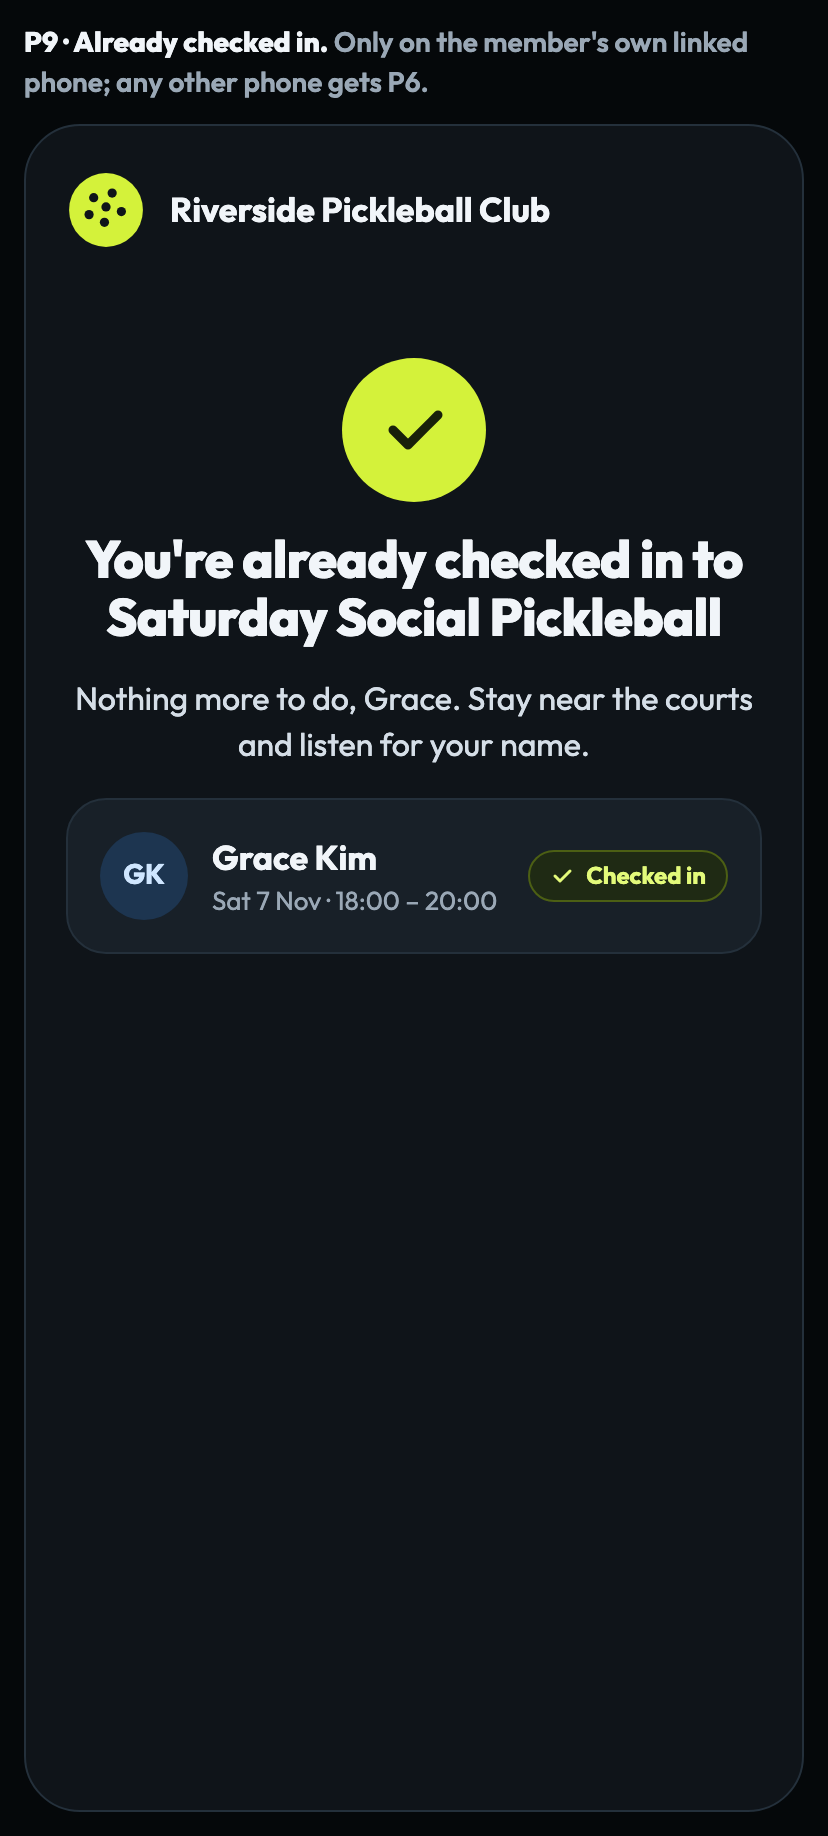 P9 · Already checked in. Only on the member's own linked
phone; any other phone gets P6.
Riverside Pickleball Club
You're already checked in to
Saturday Social Pickleball
Nothing more to do, Grace. Stay near the courts
and listen for your name.
GK
Grace Kim
Sat 7 Nov · 18:00 – 20:00
Checked in